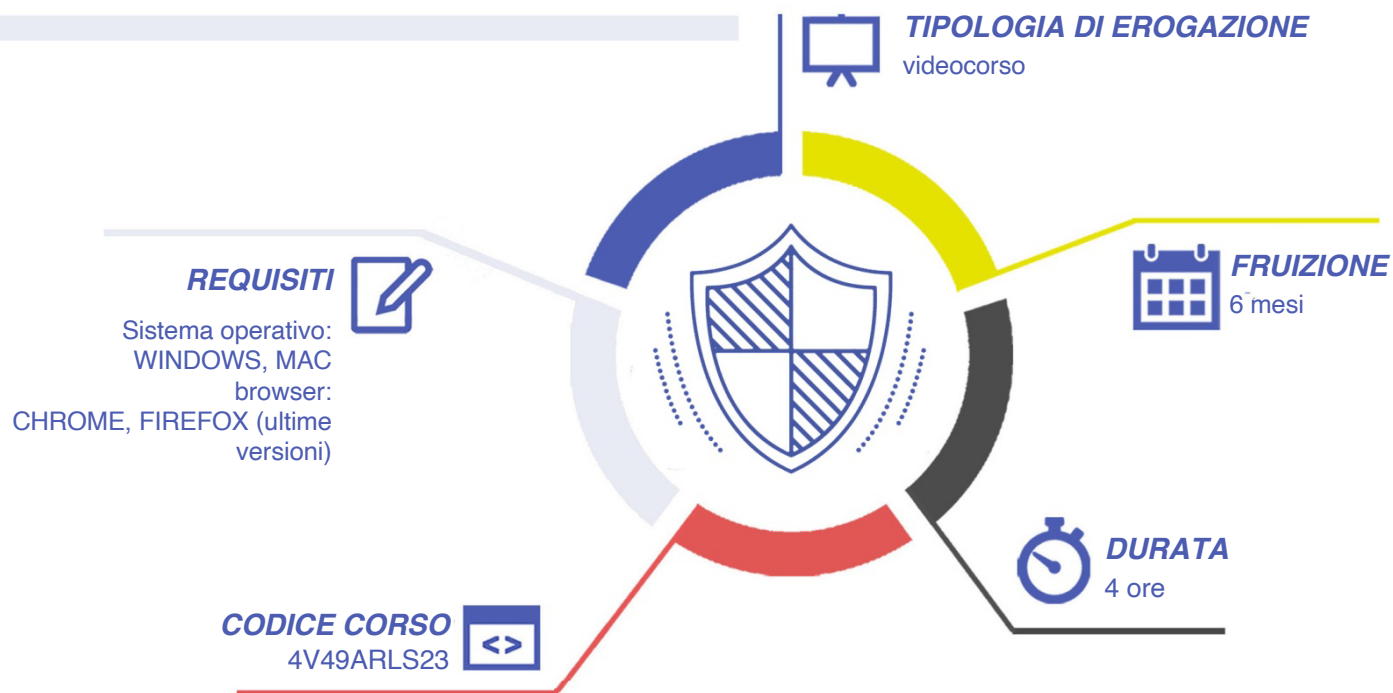 TIPOLOGIA DI EROGAZIONE
videocorso
REQUISITI
Sistema operativo:
WINDOWS, MAC
browser:
CHROME, FIREFOX (ultime
versioni)
FRUIZIONE
6 mesi
DURATA
4 ore
CODICE CORSO
4V49ARLS23